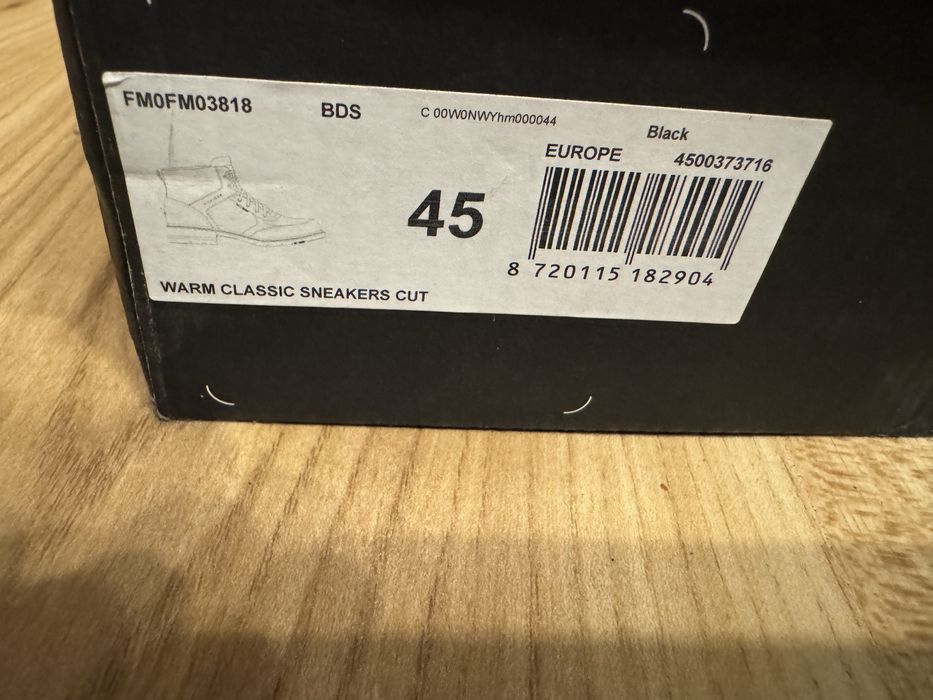 FM0FM03818 BDS C 00W0NWYhm000044 Black
EUROPE 4500373716
45
8 720115 182904
WARM CLASSIC SNEAKERS CUT